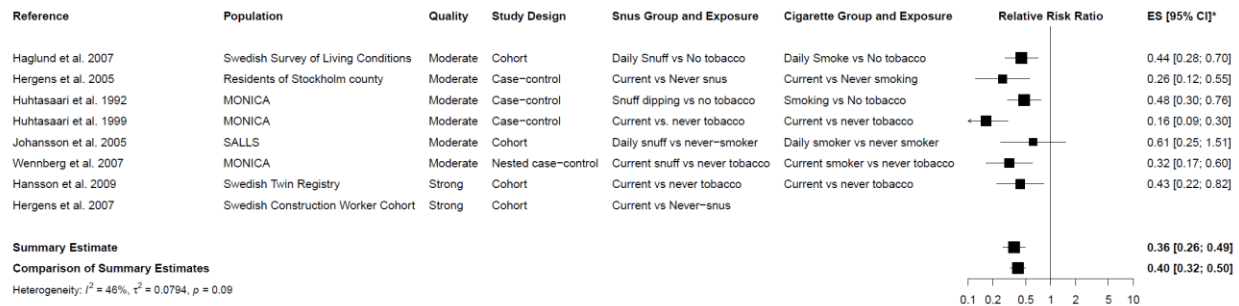 Reference Population Quality Study Design Snus Group and Exposure Cigarette Group and Exposure Relative Risk Ratio ES [95% CI]*
Haglund et al. 2007 Swedish Survey of Living Conditions Moderate Cohort Daily Snuff vs No tobacco Daily Smoke vs No tobacco 0.44 [0.28; 0.70]
Hergens et al. 2005 Residents of Stockholm county Moderate Case−control Current vs Never snus Current vs Never smoking 0.26 [0.12; 0.55]
Huhtasaari et al. 1992 MONICA Moderate Case−control Snuff dipping vs no tobacco Smoking vs No tobacco 0.48 [0.30; 0.76]
Huhtasaari et al. 1999 MONICA Moderate Case−control Current vs. never tobacco Current vs never tobacco 0.16 [0.09; 0.30]
Johansson et al. 2005 SALLS Moderate Cohort Daily snuff vs never−smoker Daily smoker vs never smoker 0.61 [0.25; 1.51]
Wennberg et al. 2007 MONICA Moderate Nested case−control Current snuff vs never tobacco Current smoker vs never tobacco 0.32 [0.17; 0.60]
Hansson et al. 2009 Swedish Twin Registry Strong Cohort Current vs never tobacco Current vs never tobacco 0.43 [0.22; 0.82]
Hergens et al. 2007 Swedish Construction Worker Cohort Strong Cohort Current vs Never−snus
Summary Estimate 0.36 [0.26; 0.49]
Comparison of Summary Estimates 0.40 [0.32; 0.50]
Heterogeneity: I² = 46%, τ² = 0.0794, p = 0.09
0.1 0.2 0.5 1 2 5 10